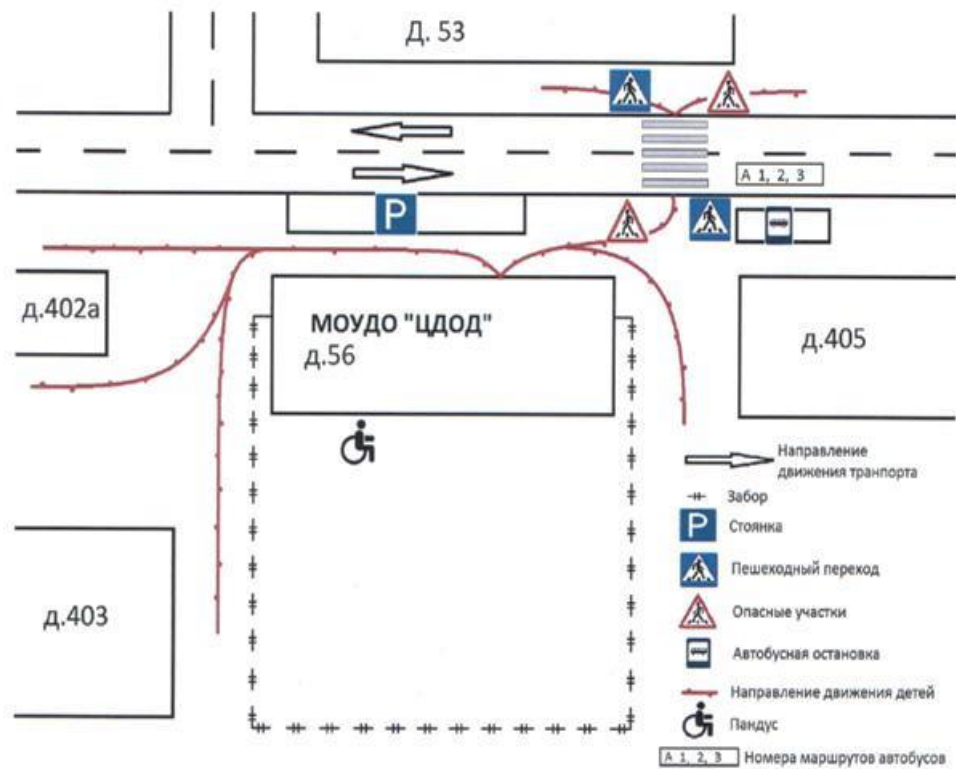 Д. 53
А 1, 2, 3
P
д.402а
МОУДО "ЦДОД"
д.56
д.405
д.403
Направление
движения транпорта
Забор
P
Стоянка
Пешеходный переход
Опасные участки
Автобусная остановка
Направление движения детей
Пандус
А 1, 2, 3 Номера маршрутов автобусов